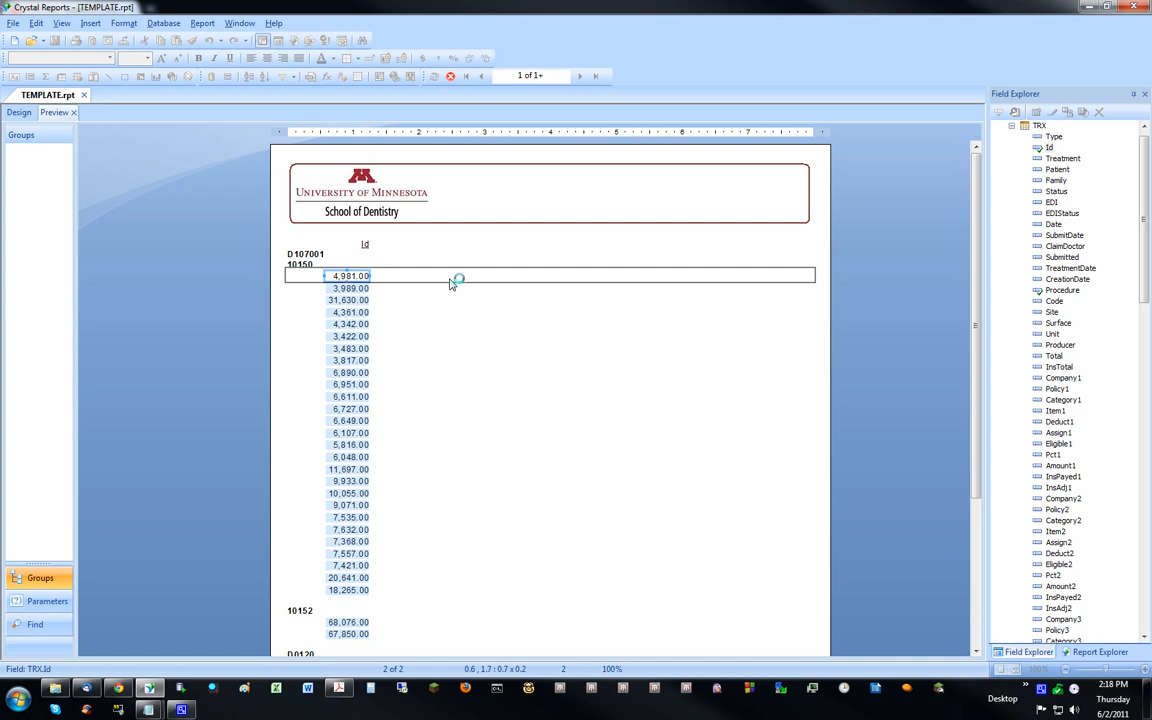 Crystal Reports - [TEMPLATE.rpt]
File Edit View Insert Format Database Report Window Help
1 of 1+
TEMPLATE.rpt
Design Preview
Groups
Field Explorer
1 2 3 4 5 6 7
M
UNIVERSITY OF MINNESOTA
School of Dentistry
Id
D107001
10150
4,981.00
3,989.00
31,630.00
4,361.00
4,342.00
3,422.00
3,483.00
3,817.00
6,890.00
6,951.00
6,611.00
6,727.00
6,649.00
6,107.00
5,816.00
6,048.00
11,697.00
9,933.00
10,055.00
9,071.00
7,535.00
7,632.00
7,368.00
7,557.00
7,421.00
20,641.00
18,265.00
10152
68,076.00
67,850.00
D0120
TRX
Type
Id
Treatment
Patient
Family
Status
EDI
EDIStatus
Date
SubmitDate
ClaimDoctor
Submitted
TreatmentDate
CreationDate
Procedure
Code
Site
Surface
Unit
Producer
Total
InsTotal
Company1
Policy1
Category1
Item1
Deduct1
Assign1
Eligible1
Pct1
Amount1
InsPayed1
InsAdj1
Company2
Policy2
Category2
Item2
Assign2
Deduct2
Eligible2
Pct2
Amount2
InsPayed2
InsAdj2
Company3
Policy3
Category3
Groups
Parameters
Find
Field Explorer Report Explorer
Field: TRX.Id 2 of 2 0.6 , 1.7 : 0.7 x 0.2 2 100% 100%
Desktop
2:18 PM
Thursday
6/2/2011